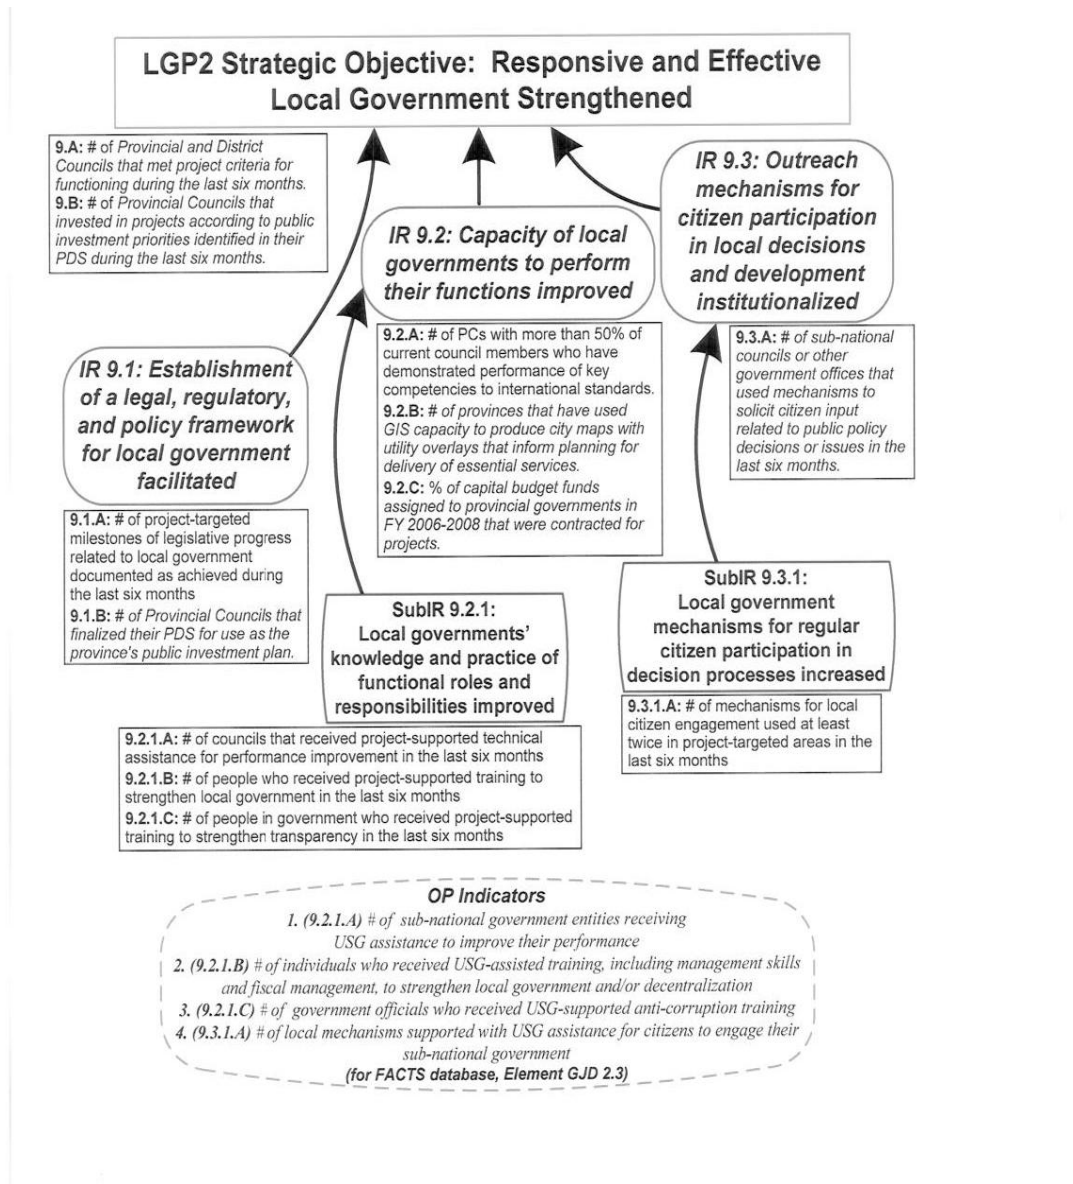 LGP2 Strategic Objective: Responsive and Effective
Local Government Strengthened
9.A: # of Provincial and District
Councils that met project criteria for
functioning during the last six months.
9.B: # of Provincial Councils that
invested in projects according to public
investment priorities identified in their
PDS during the last six months.
IR 9.1: Establishment
of a legal, regulatory,
and policy framework
for local government
facilitated
9.1.A: # of project-targeted
milestones of legislative progress
related to local government
documented as achieved during
the last six months
9.1.B: # of Provincial Councils that
finalized their PDS for use as the
province's public investment plan.
IR 9.2: Capacity of local
governments to perform
their functions improved
9.2.A: # of PCs with more than 50% of
current council members who have
demonstrated performance of key
competencies to international standards.
9.2.B: # of provinces that have used
GIS capacity to produce city maps with
utility overlays that inform planning for
delivery of essential services.
9.2.C: % of capital budget funds
assigned to provincial governments in
FY 2006-2008 that were contracted for
projects.
IR 9.3: Outreach
mechanisms for
citizen participation
in local decisions
and development
institutionalized
9.3.A: # of sub-national
councils or other
government offices that
used mechanisms to
solicit citizen input
related to public policy
decisions or issues in the
last six months.
SubIR 9.2.1:
Local governments'
knowledge and practice of
functional roles and
responsibilities improved
9.2.1.A: # of councils that received project-supported technical
assistance for performance improvement in the last six months
9.2.1.B: # of people who received project-supported training to
strengthen local government in the last six months
9.2.1.C: # of people in government who received project-supported
training to strengthen transparency in the last six months
SubIR 9.3.1:
Local government
mechanisms for regular
citizen participation in
decision processes increased
9.3.1.A: # of mechanisms for local
citizen engagement used at least
twice in project-targeted areas in the
last six months
OP Indicators
1. (9.2.1.A) # of sub-national government entities receiving
USG assistance to improve their performance
2. (9.2.1.B) # of individuals who received USG-assisted training, including management skills
and fiscal management, to strengthen local government and/or decentralization
3. (9.2.1.C) # of government officials who received USG-supported anti-corruption training
4. (9.3.1.A) # of local mechanisms supported with USG assistance for citizens to engage their
sub-national government
(for FACTS database, Element GJD 2.3)